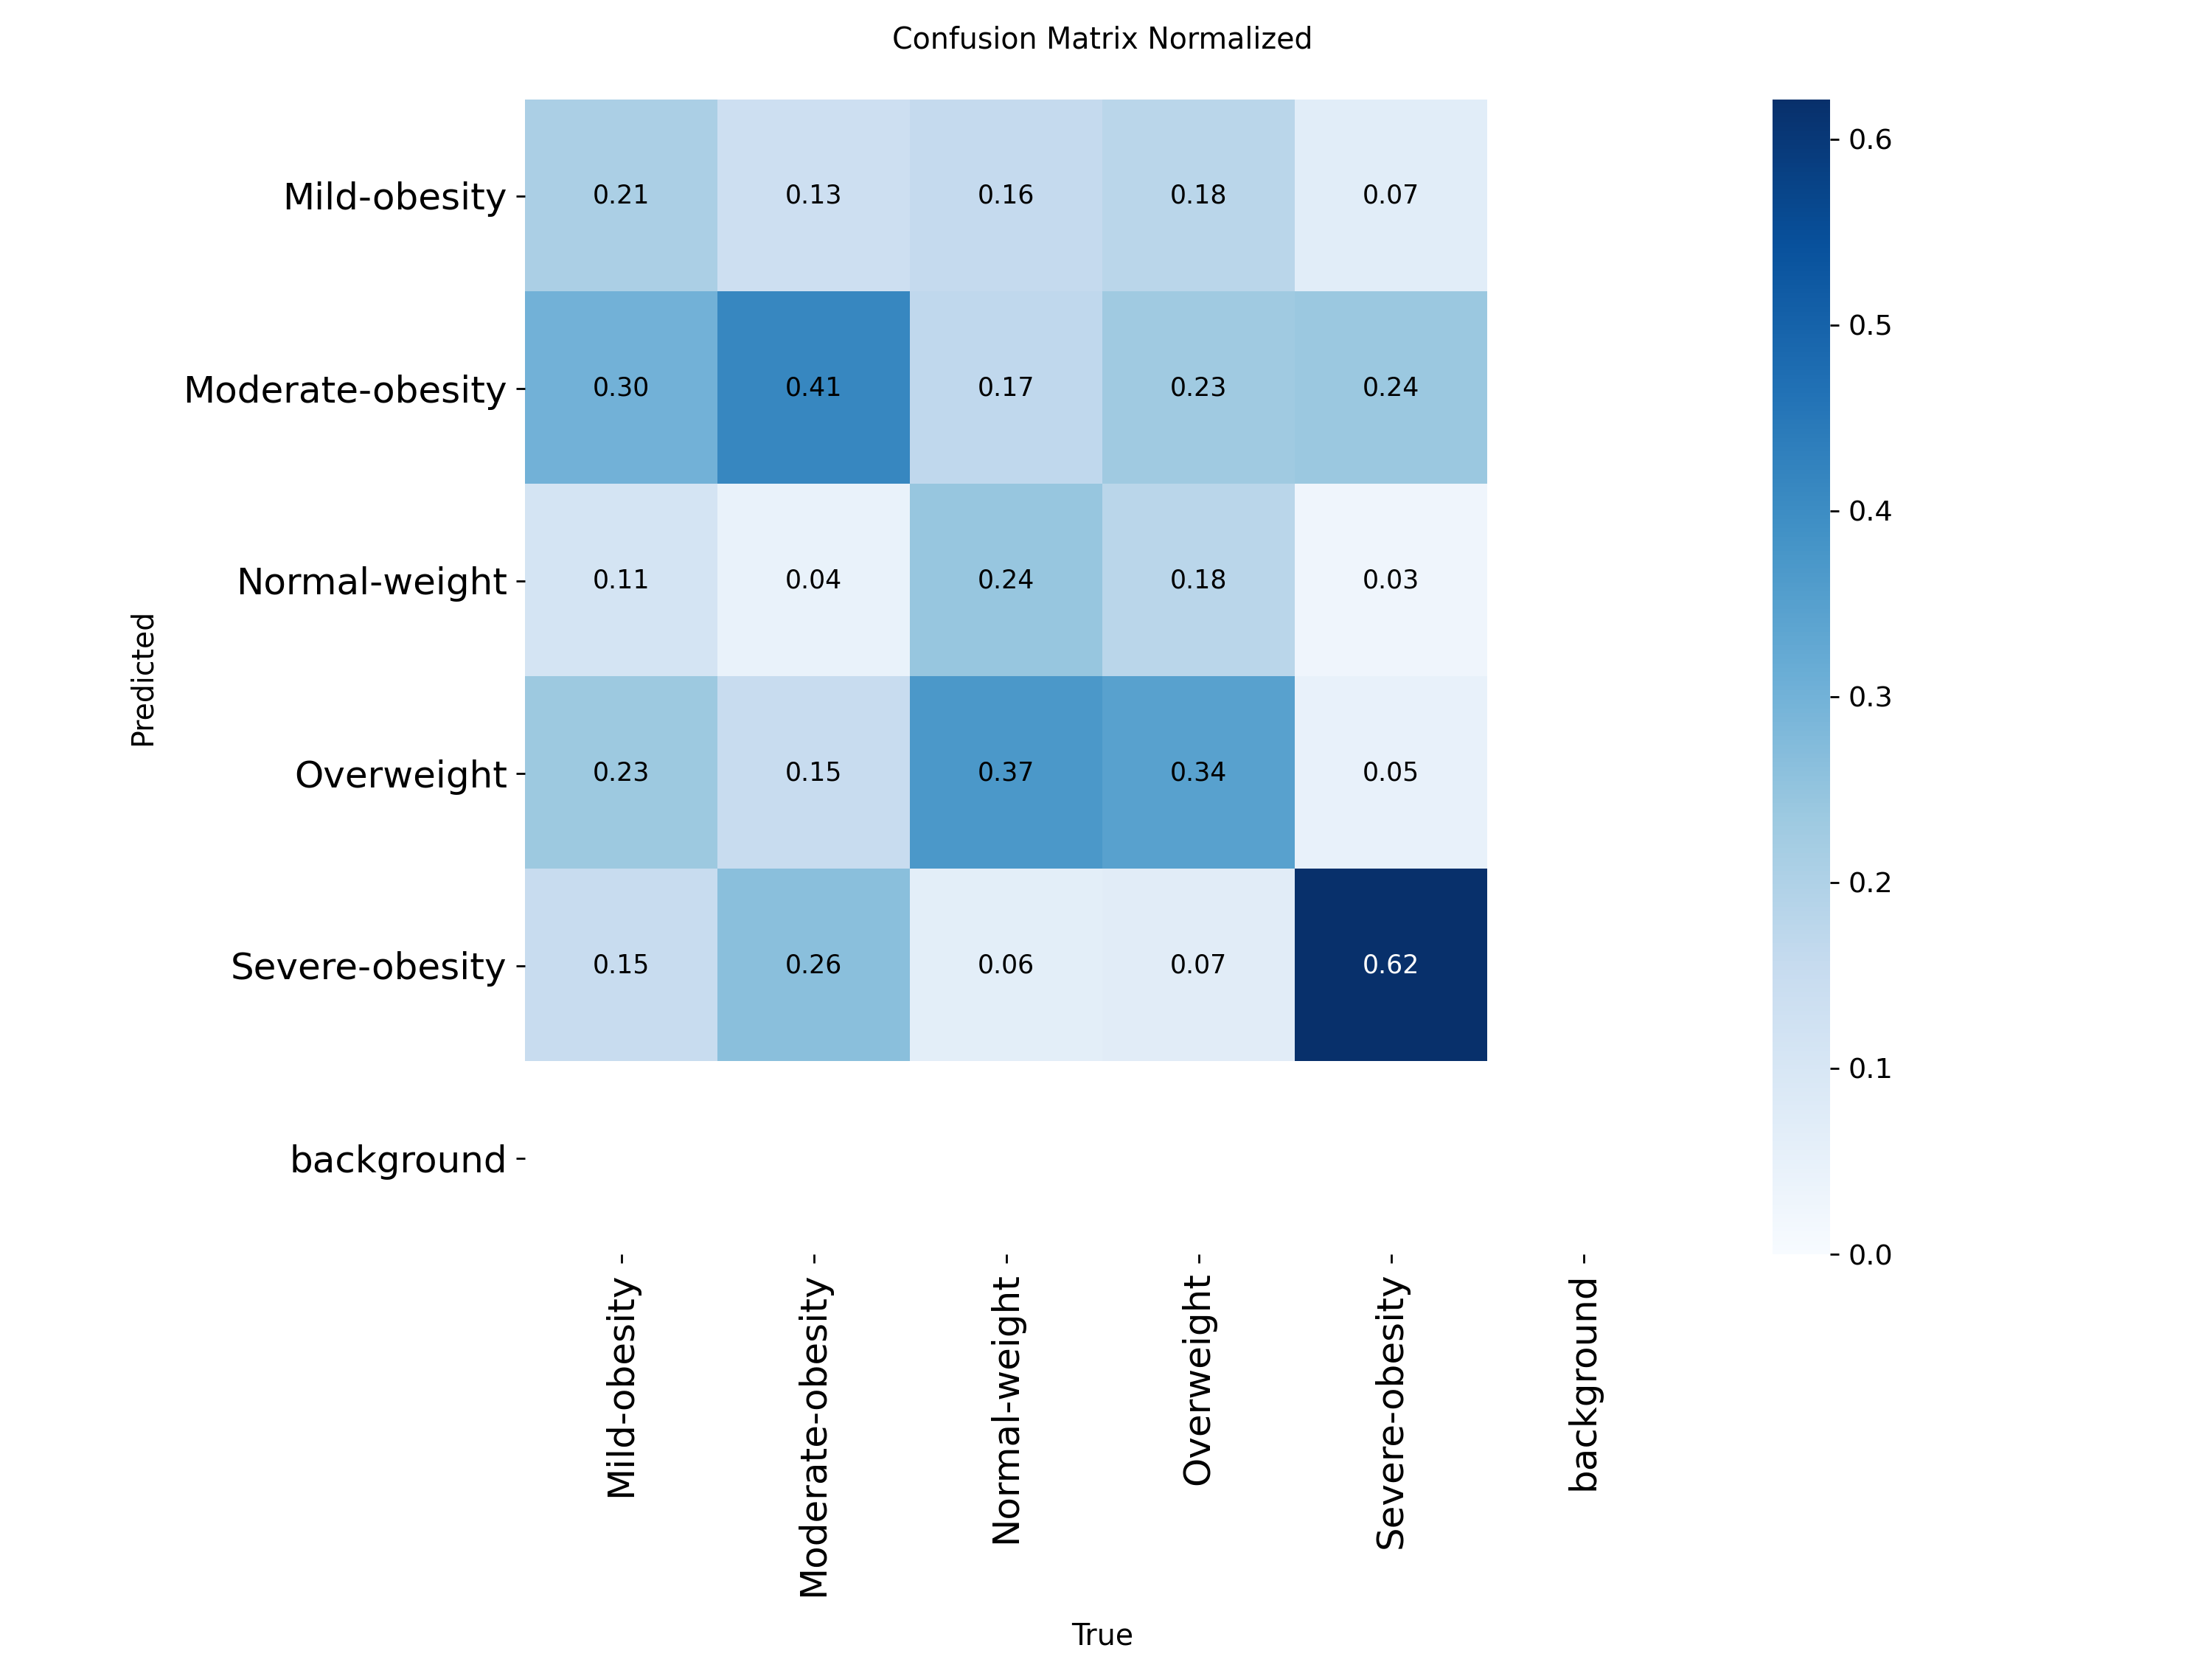 Confusion Matrix Normalized
Predicted
Mild-obesity 0.21 0.13 0.16 0.18 0.07
Moderate-obesity 0.30 0.41 0.17 0.23 0.24
Normal-weight 0.11 0.04 0.24 0.18 0.03
Overweight 0.23 0.15 0.37 0.34 0.05
Severe-obesity 0.15 0.26 0.06 0.07 0.62
background
Mild-obesity
Moderate-obesity
Normal-weight
Overweight
Severe-obesity
background
True
0.6
0.5
0.4
0.3
0.2
0.1
0.0